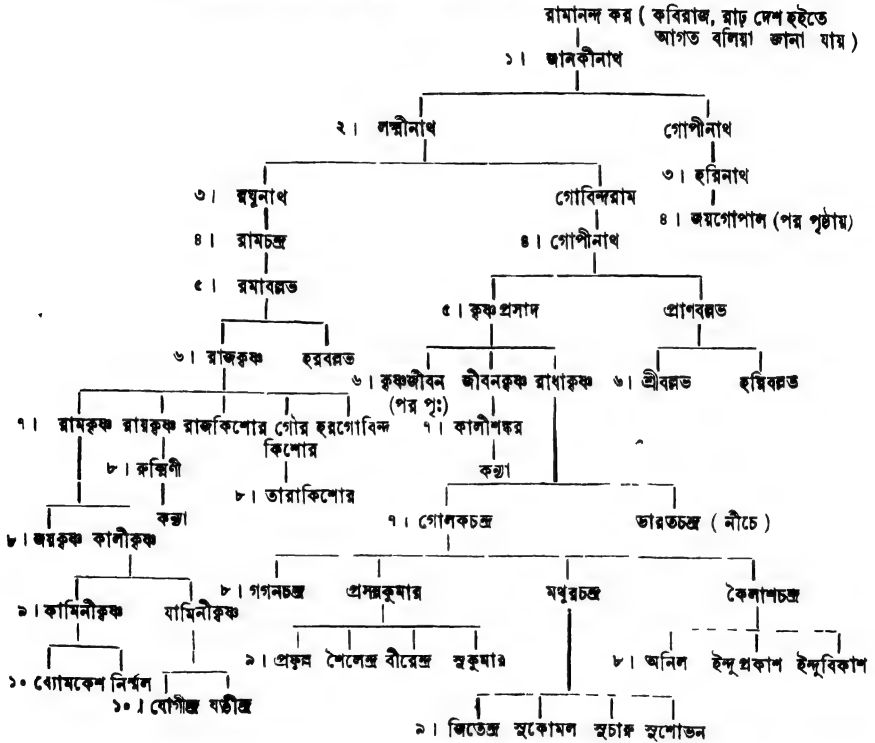 রামানন্দ কর ( কবিরাজ, রাঢ় দেশ হইতে
আগত বলিয়া জানা যায় )
১। জানকীনাথ
২। লক্ষ্মীনাথ গোপীনাথ
৩। রঘুনাথ গোবিন্দরাম ৩। হরিনাথ
৪। রামচন্দ্র ৪। গোপীনাথ ৪। জয়গোপাল (পর পৃষ্ঠায়)
৫। রমাবল্লভ
৫। কৃষ্ণপ্রসাদ প্রাণবল্লভ
৬। রাজকৃষ্ণ হরবল্লভ
৬। কৃষ্ণজীবন জীবনকৃষ্ণ রাধাকৃষ্ণ ৬। শ্রীবল্লভ হরিবল্লভ
(পর পৃঃ)
৭। রামকৃষ্ণ রায়কৃষ্ণ রাজকিশোর গৌর হরগোবিন্দ ৭। কালীশঙ্কর
কিশোর
৮। রুক্মিণী কন্যা
৮। তারাকিশোর
কন্যা ৭। গোলকচন্দ্র ভারতচন্দ্র ( নীচে )
৮। জয়কৃষ্ণ কালীকৃষ্ণ
৮। গগনচন্দ্র প্রসন্নকুমার মথুরচন্দ্র কৈলাশচন্দ্র
৯। কামিনীকৃষ্ণ যামিনীকৃষ্ণ
৯। প্রফুল্ল শৈলেন্দ্র বীরেন্দ্র সুকুমার ৮। অনিল ইন্দুপ্রকাশ ইন্দুবিকাশ
১০ ব্যোমকেশ নির্ম্মল
১০। যোগীন্দ্র যতীন্দ্র
৯। জিতেন্দ্র সুকোমল সুচারু সুশোভন